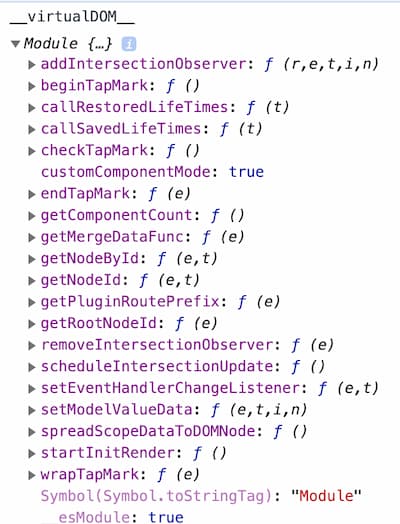 __virtualDOM__
Module {…} i
addIntersectionObserver: ƒ (r,e,t,i,n)
beginTapMark: ƒ ()
callRestoredLifeTimes: ƒ (t)
callSavedLifeTimes: ƒ (t)
checkTapMark: ƒ ()
customComponentMode: true
endTapMark: ƒ (e)
getComponentCount: ƒ ()
getMergeDataFunc: ƒ (e)
getNodeById: ƒ (e,t)
getNodeId: ƒ (e,t)
getPluginRoutePrefix: ƒ (e)
getRootNodeId: ƒ (e)
removeIntersectionObserver: ƒ (e)
scheduleIntersectionUpdate: ƒ ()
setEventHandlerChangeListener: ƒ (e,t)
setModelValueData: ƒ (e,t,i,n)
spreadScopeDataToDOMNode: ƒ ()
startInitRender: ƒ ()
wrapTapMark: ƒ (e)
Symbol(Symbol.toStringTag): "Module"
__esModule: true